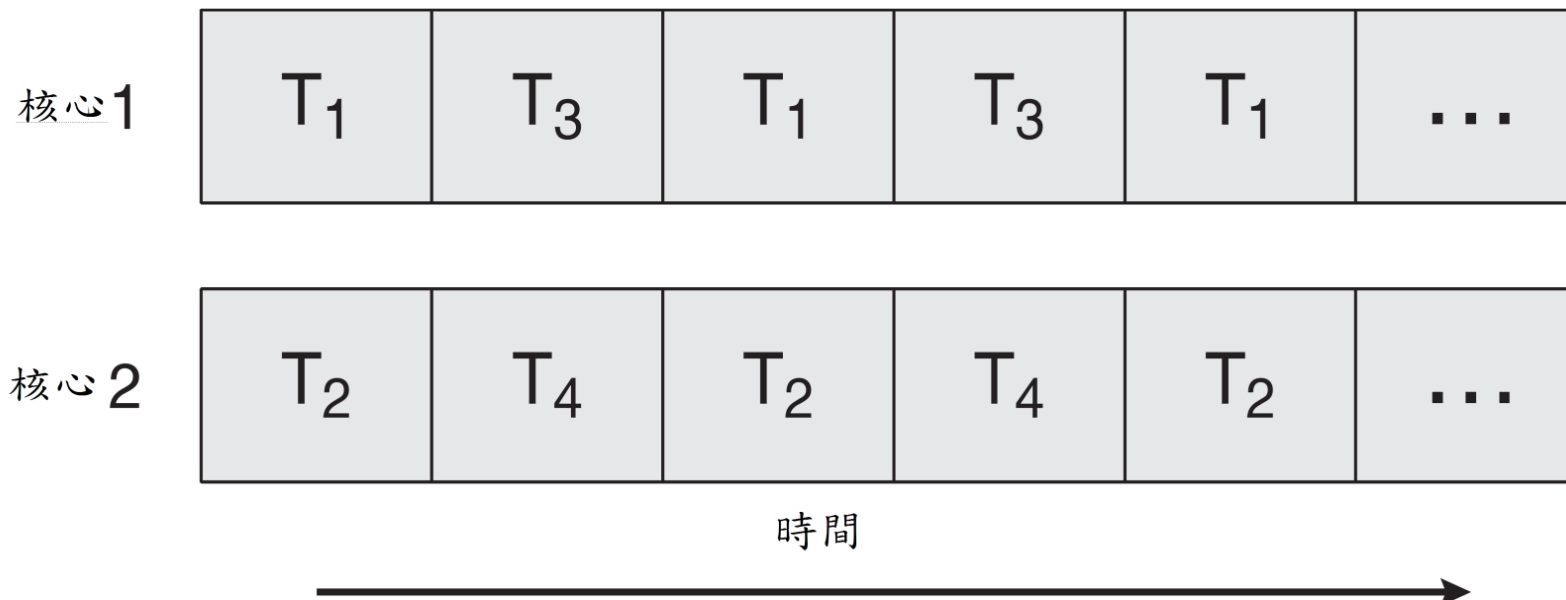 核心1 T₁ T₃ T₁ T₃ T₁ ...
核心2 T₂ T₄ T₂ T₄ T₂ ...
時間